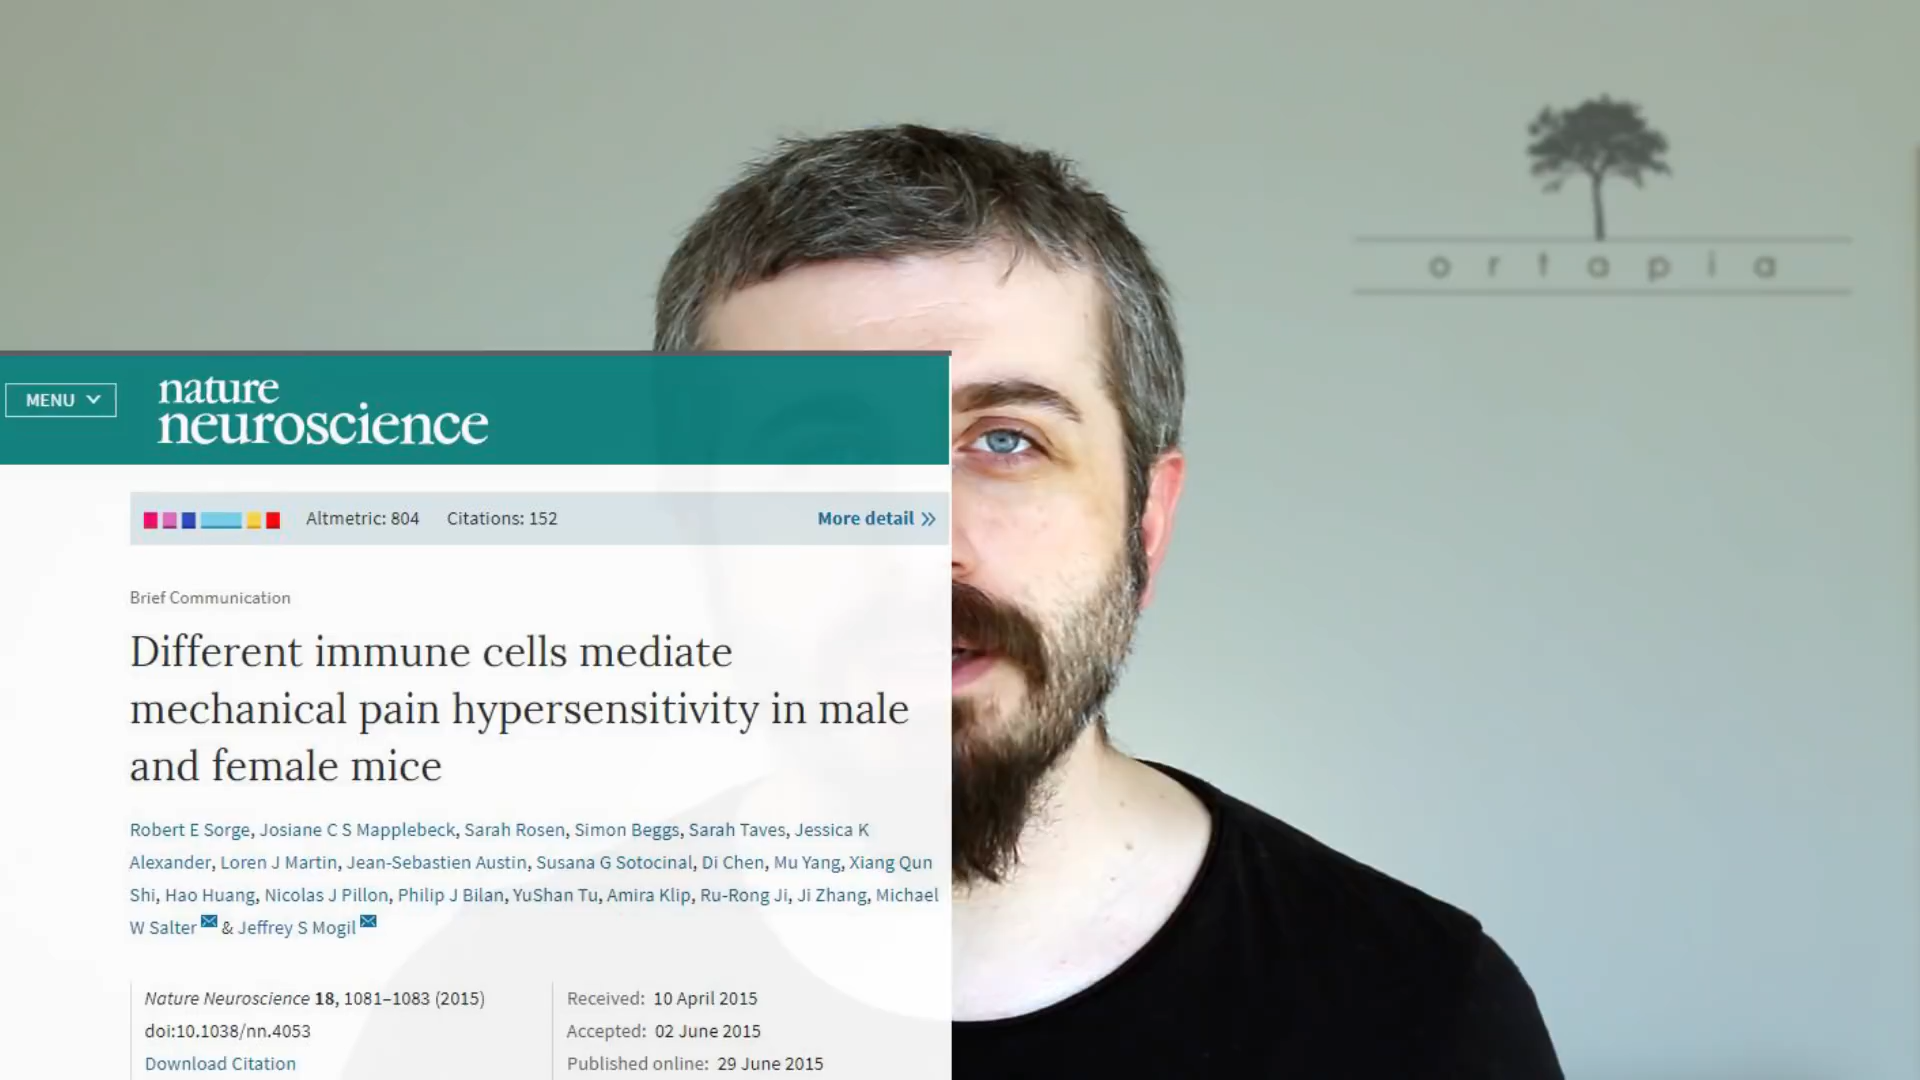 ortapia
MENU
nature
neuroscience
Altmetric: 804 Citations: 152 More detail
Brief Communication
Different immune cells mediate
mechanical pain hypersensitivity in male
and female mice
Robert E Sorge, Josiane C S Mapplebeck, Sarah Rosen, Simon Beggs, Sarah Taves, Jessica K
Alexander, Loren J Martin, Jean-Sebastien Austin, Susana G Sotocinal, Di Chen, Mu Yang, Xiang Qun
Shi, Hao Huang, Nicolas J Pillon, Philip J Bilan, YuShan Tu, Amira Klip, Ru-Rong Ji, Ji Zhang, Michael
W Salter & Jeffrey S Mogil
Nature Neuroscience 18, 1081–1083 (2015)
doi:10.1038/nn.4053
Download Citation
Received: 10 April 2015
Accepted: 02 June 2015
Published online: 29 June 2015